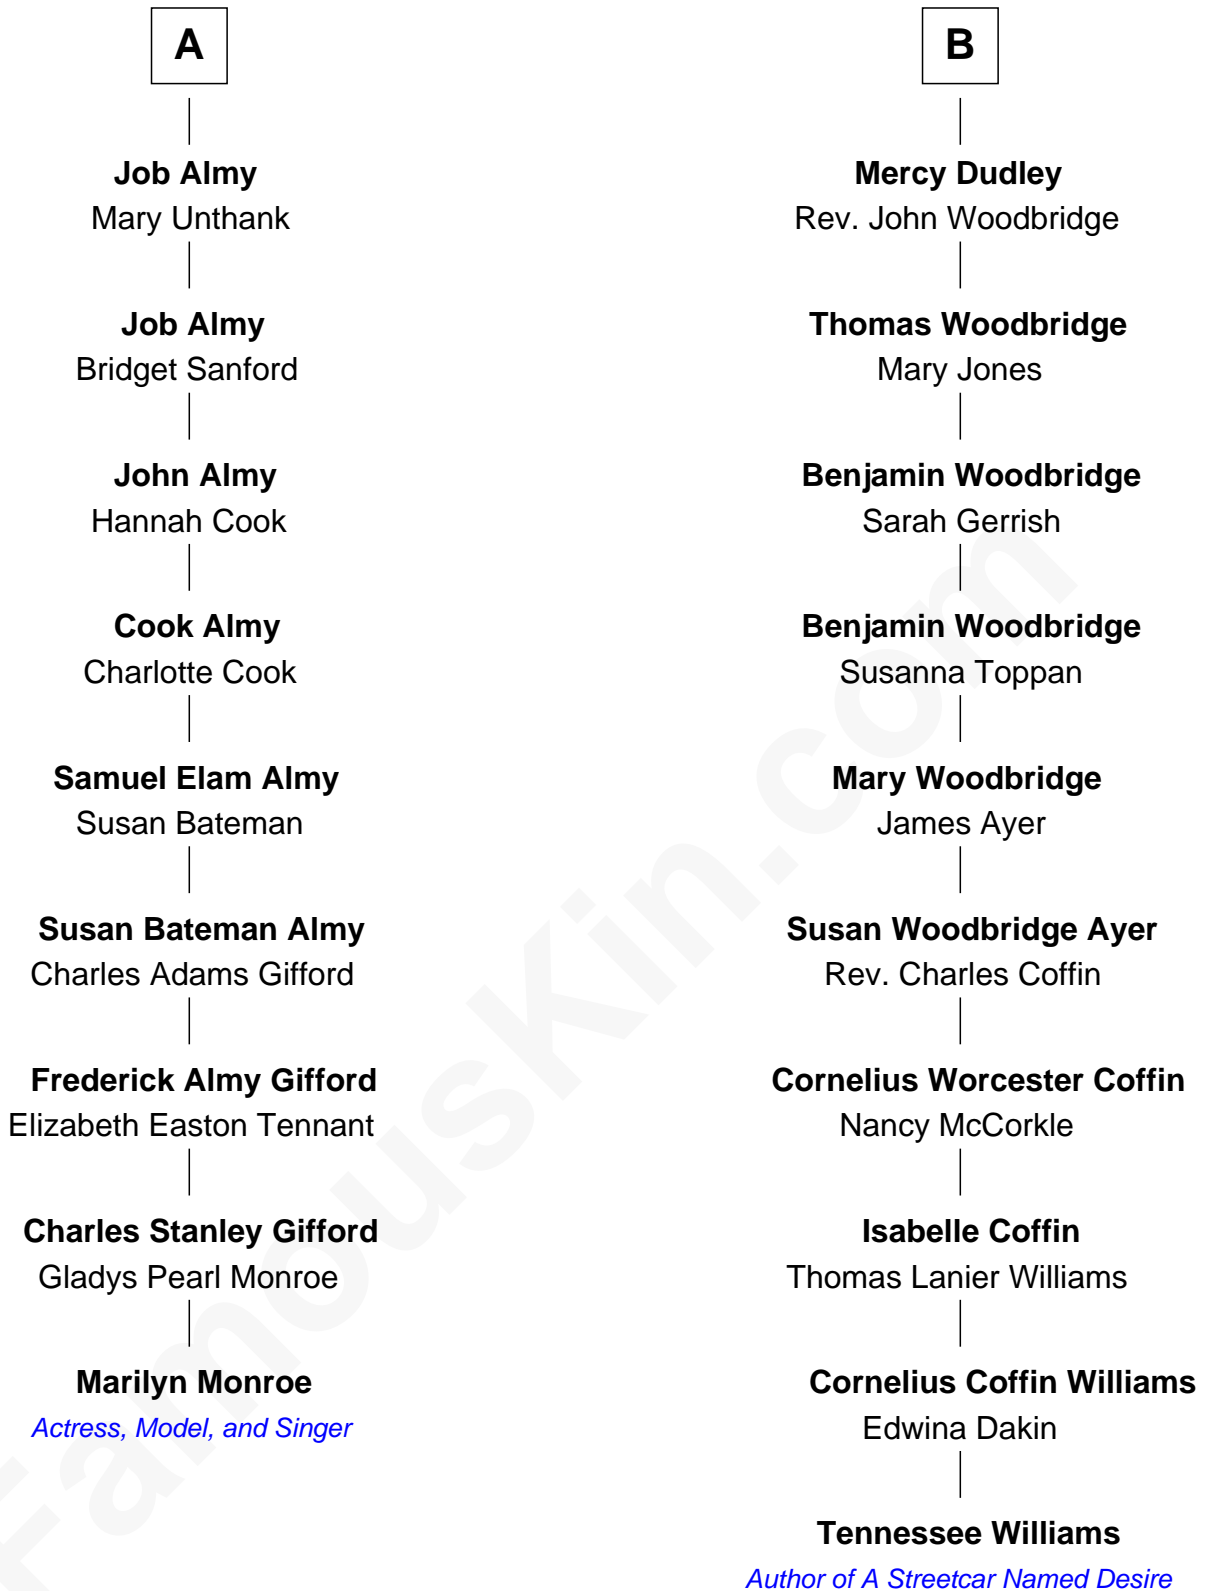 A
Job Almy
Mary Unthank
Job Almy
Bridget Sanford
John Almy
Hannah Cook
Cook Almy
Charlotte Cook
Samuel Elam Almy
Susan Bateman
Susan Bateman Almy
Charles Adams Gifford
Frederick Almy Gifford
Elizabeth Easton Tennant
Charles Stanley Gifford
Gladys Pearl Monroe
Marilyn Monroe
Actress, Model, and Singer
B
Mercy Dudley
Rev. John Woodbridge
Thomas Woodbridge
Mary Jones
Benjamin Woodbridge
Sarah Gerrish
Benjamin Woodbridge
Susanna Toppan
Mary Woodbridge
James Ayer
Susan Woodbridge Ayer
Rev. Charles Coffin
Cornelius Worcester Coffin
Nancy McCorkle
Isabelle Coffin
Thomas Lanier Williams
Cornelius Coffin Williams
Edwina Dakin
Tennessee Williams
Author of A Streetcar Named Desire
FamousKin.com